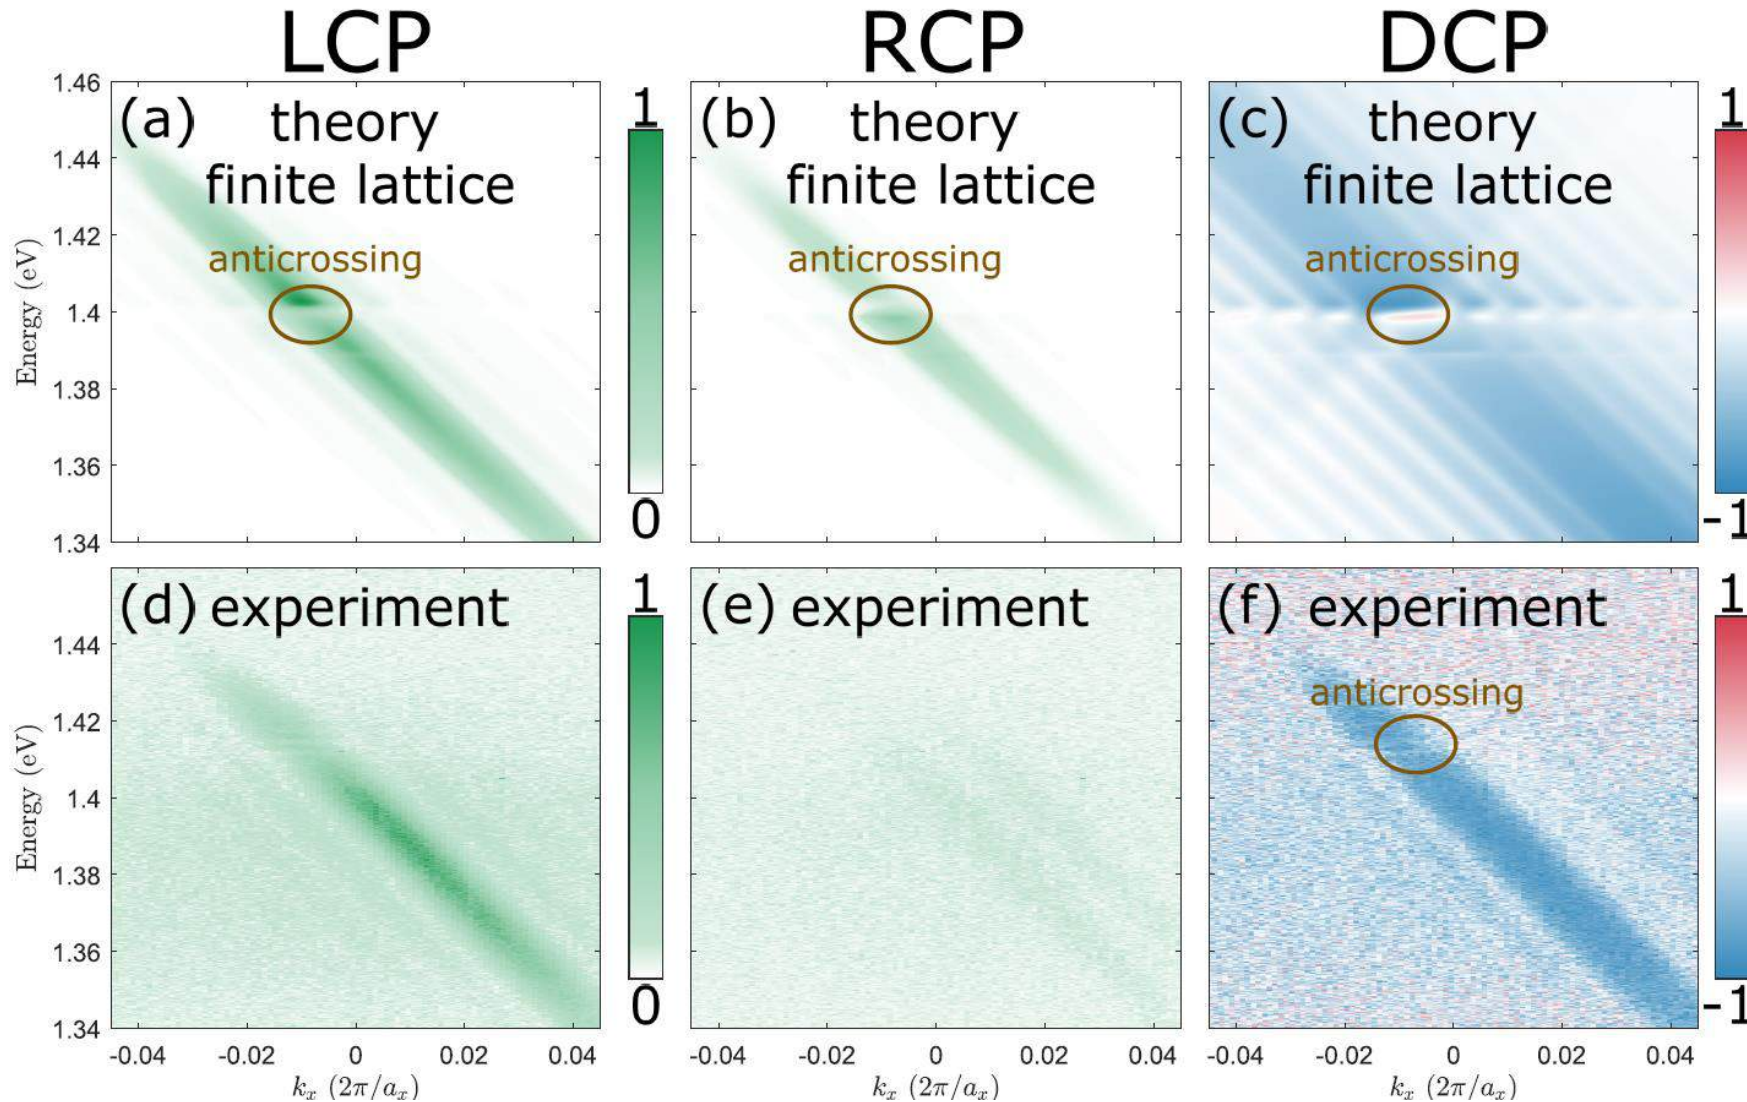 LCP
RCP
DCP
(a) theory
finite lattice
anticrossing
(b) theory
finite lattice
anticrossing
(c) theory
finite lattice
anticrossing
1
0
1
-1
1.46
1.44
1.42
1.4
1.38
1.36
1.34
Energy (eV)
(d) experiment
(e) experiment
(f) experiment
anticrossing
1
0
1
-1
1.44
1.42
1.4
1.38
1.36
1.34
Energy (eV)
-0.04 -0.02 0 0.02 0.04
-0.04 -0.02 0 0.02 0.04
-0.04 -0.02 0 0.02 0.04
kₓ (2π/aₓ)
kₓ (2π/aₓ)
kₓ (2π/aₓ)